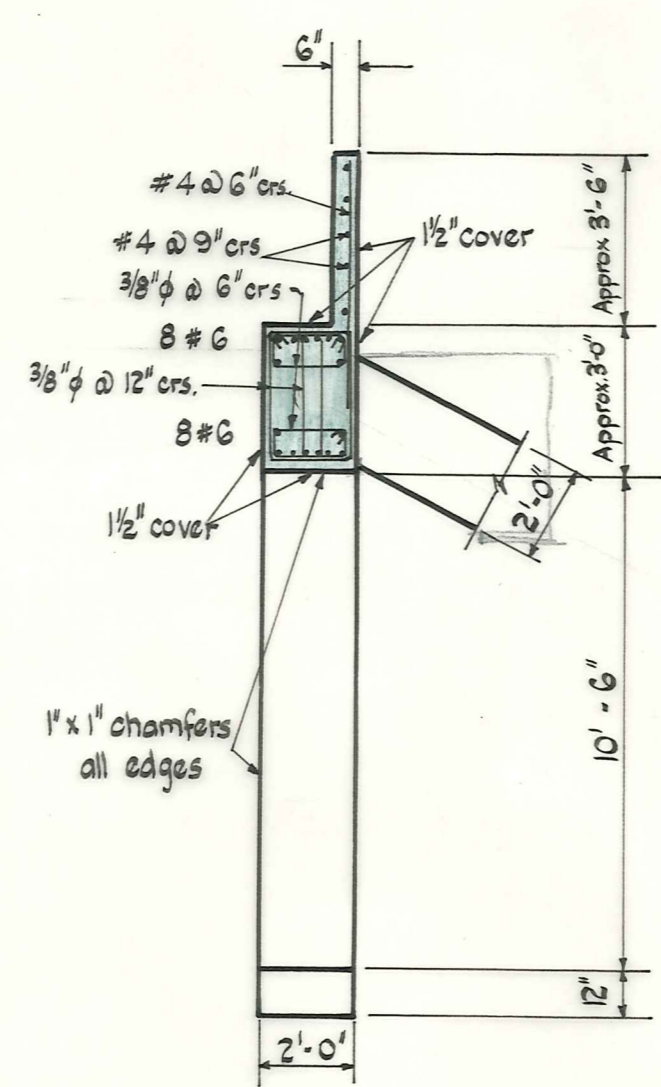 6"
#4 @ 6" crs.
#4 @ 9" crs
1½" cover
3/8"ϕ @ 6" crs
8 #6
3/8"ϕ @ 12" crs.
8 #6
1½" cover
1" x 1" chamfers
all edges
2'-0"
Approx 3'-6"
Approx. 3'-0"
2'-0"
10' - 6"
12"